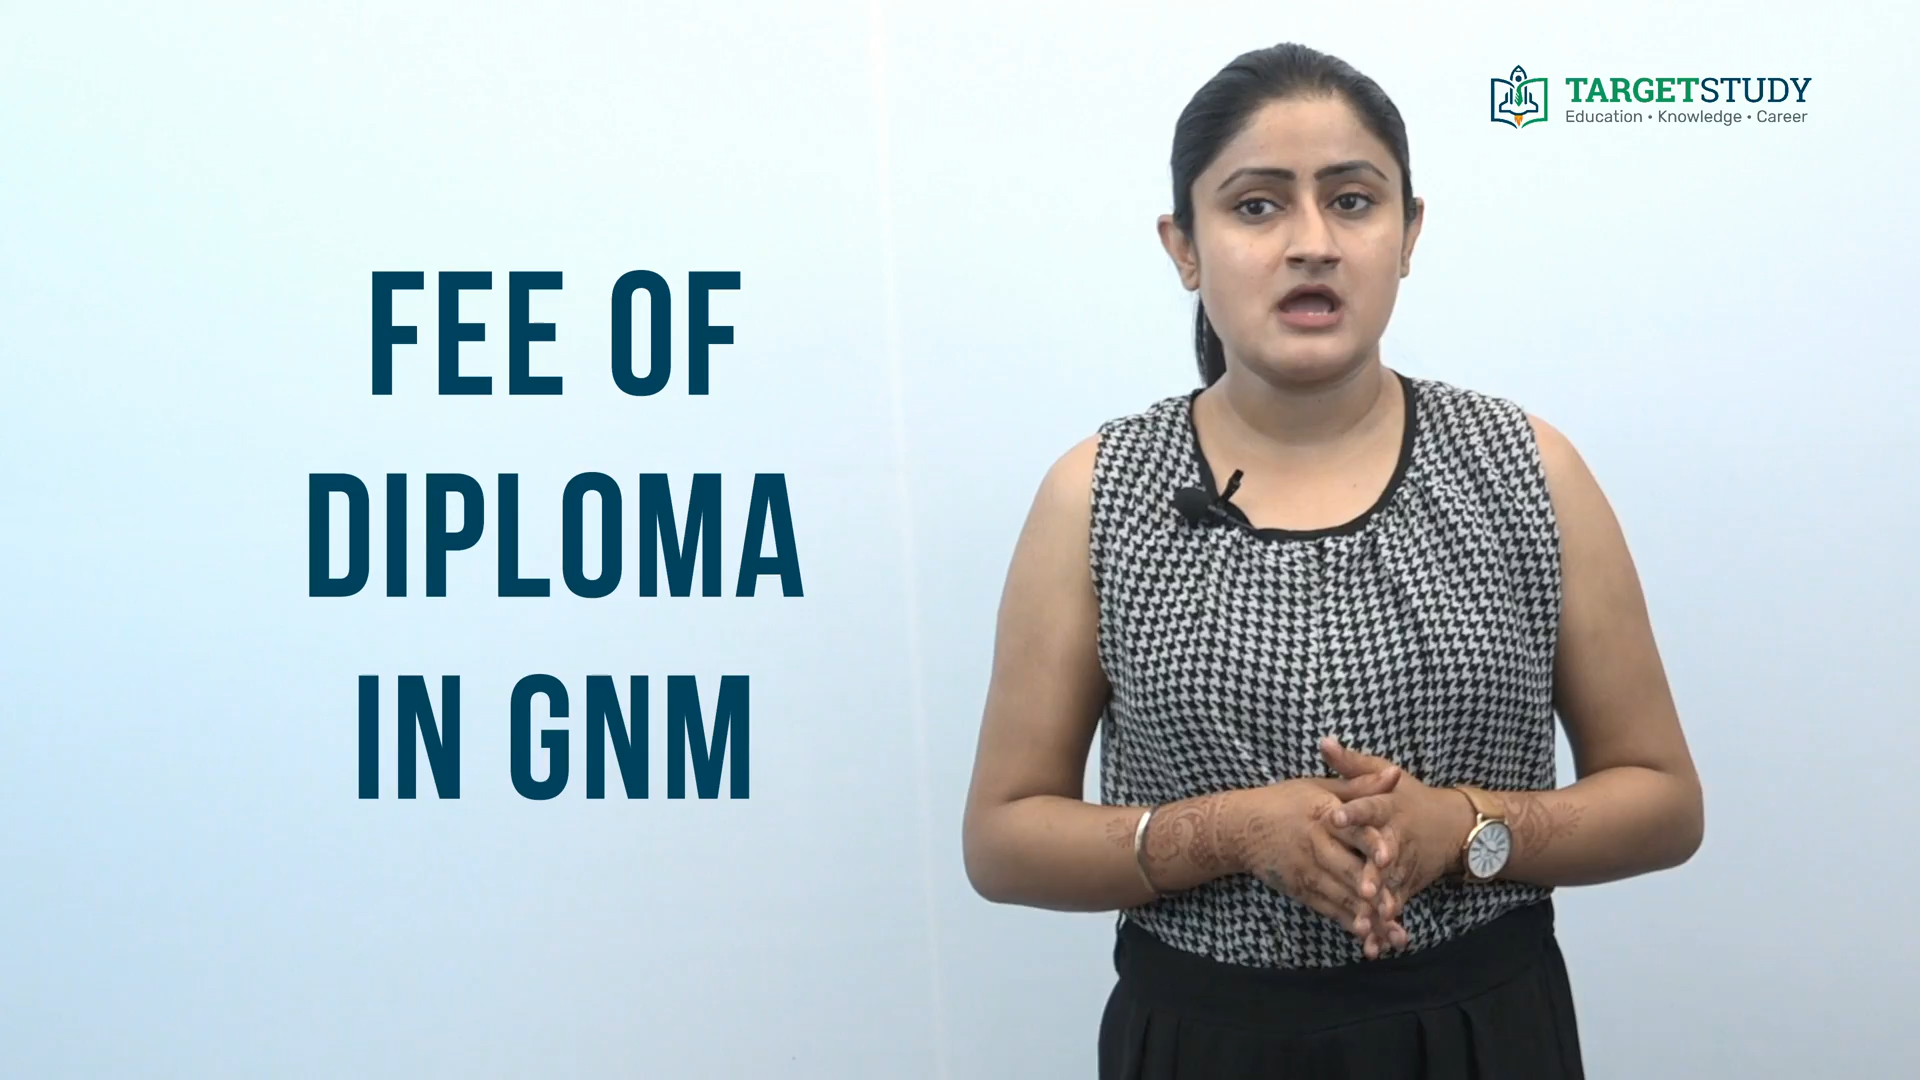 TARGETSTUDY
Education • Knowledge • Career
FEE OF
DIPLOMA
IN GNM